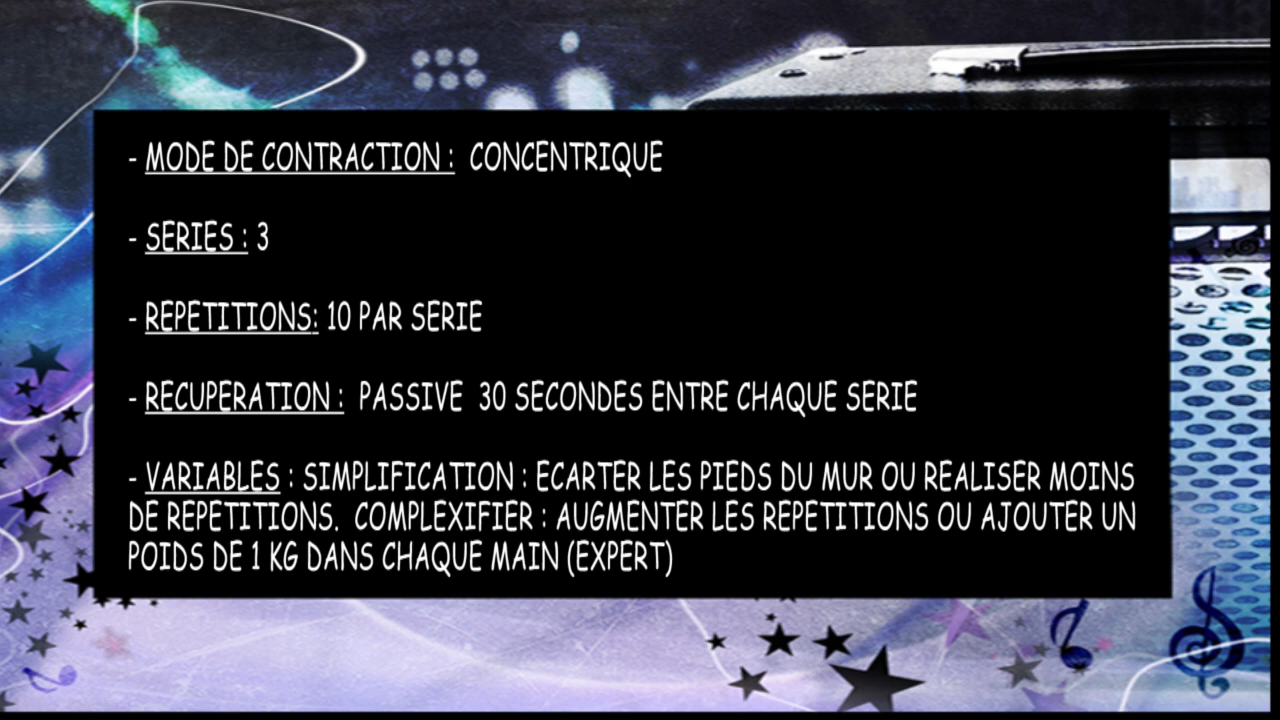 - MODE DE CONTRACTION :  CONCENTRIQUE
- SERIES : 3
- REPETITIONS: 10 PAR SERIE
- RECUPERATION :  PASSIVE  30 SECONDES ENTRE CHAQUE SERIE
- VARIABLES : SIMPLIFICATION : ECARTER LES PIEDS DU MUR OU REALISER MOINS
DE REPETITIONS.  COMPLEXIFIER : AUGMENTER LES REPETITIONS OU AJOUTER UN
POIDS DE 1 KG DANS CHAQUE MAIN (EXPERT)